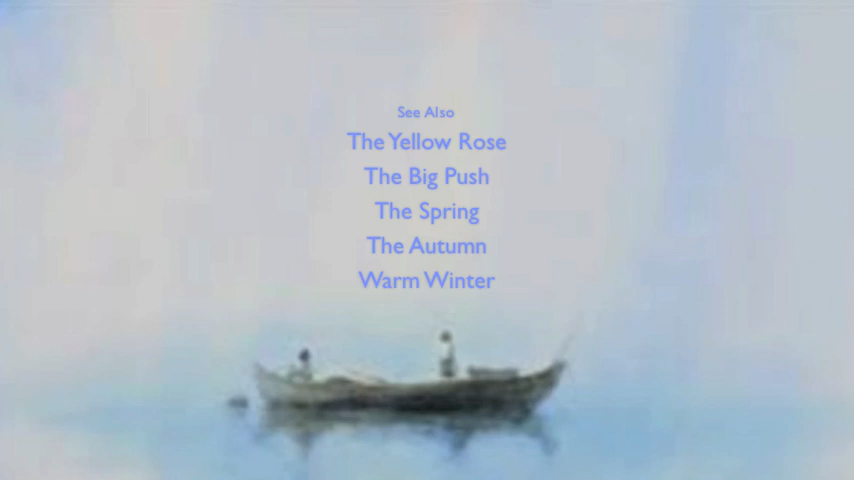 See Also
The Yellow Rose
The Big Push
The Spring
The Autumn
Warm Winter